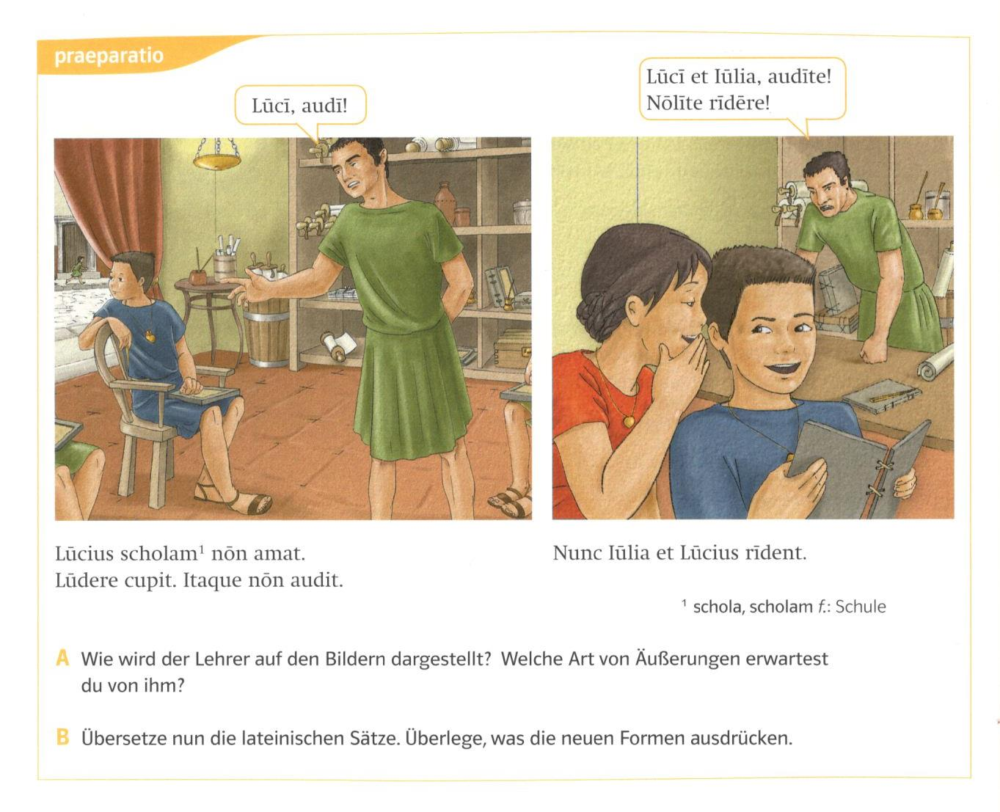 praeparatio
Lūcī, audī!
Lūcī et Iūlia, audīte!
Nōlīte rīdēre!
Lūcius scholam¹ nōn amat.
Lūdere cupit. Itaque nōn audit.
Nunc Iūlia et Lūcius rīdent.
¹ schola, scholam f.: Schule
A Wie wird der Lehrer auf den Bildern dargestellt? Welche Art von Äußerungen erwartest
du von ihm?
B Übersetze nun die lateinischen Sätze. Überlege, was die neuen Formen ausdrücken.